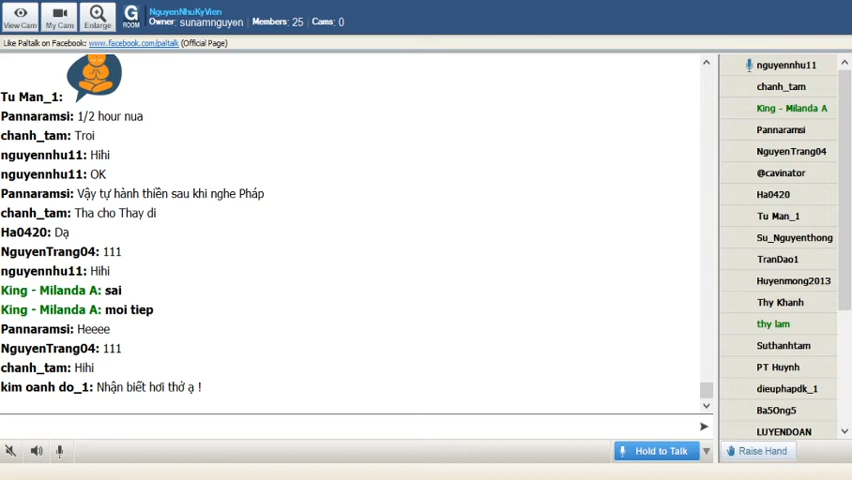 View Cam
My Cam
Enlarge
G
ROOM
NguyenNhuKyVien
Owner: sunamnguyen Members: 25 Cams: 0
Like Paltalk on Facebook: www.facebook.com/paltalk (Official Page)
Tu Man_1:
Pannaramsi: 1/2 hour nua
chanh_tam: Troi
nguyennhu11: Hihi
nguyennhu11: OK
Pannaramsi: Vậy tự hành thiền sau khi nghe Pháp
chanh_tam: Tha cho Thay di
Ha0420: Dạ
NguyenTrang04: 111
nguyennhu11: Hihi
King - Milanda A: sai
King - Milanda A: moi tiep
Pannaramsi: Heeee
NguyenTrang04: 111
chanh_tam: Hihi
kim oanh do_1: Nhận biết hơi thở ạ !
Hold to Talk
nguyennhu11
chanh_tam
King - Milanda A
Pannaramsi
NguyenTrang04
@cavinator
Ha0420
Tu Man_1
Su_Nguyenthong
TranDao1
Huyenmong2013
Thy Khanh
thy lam
Suthanhtam
PT Huynh
dieuphapdk_1
Ba5Ong5
LUYENDOAN
Raise Hand